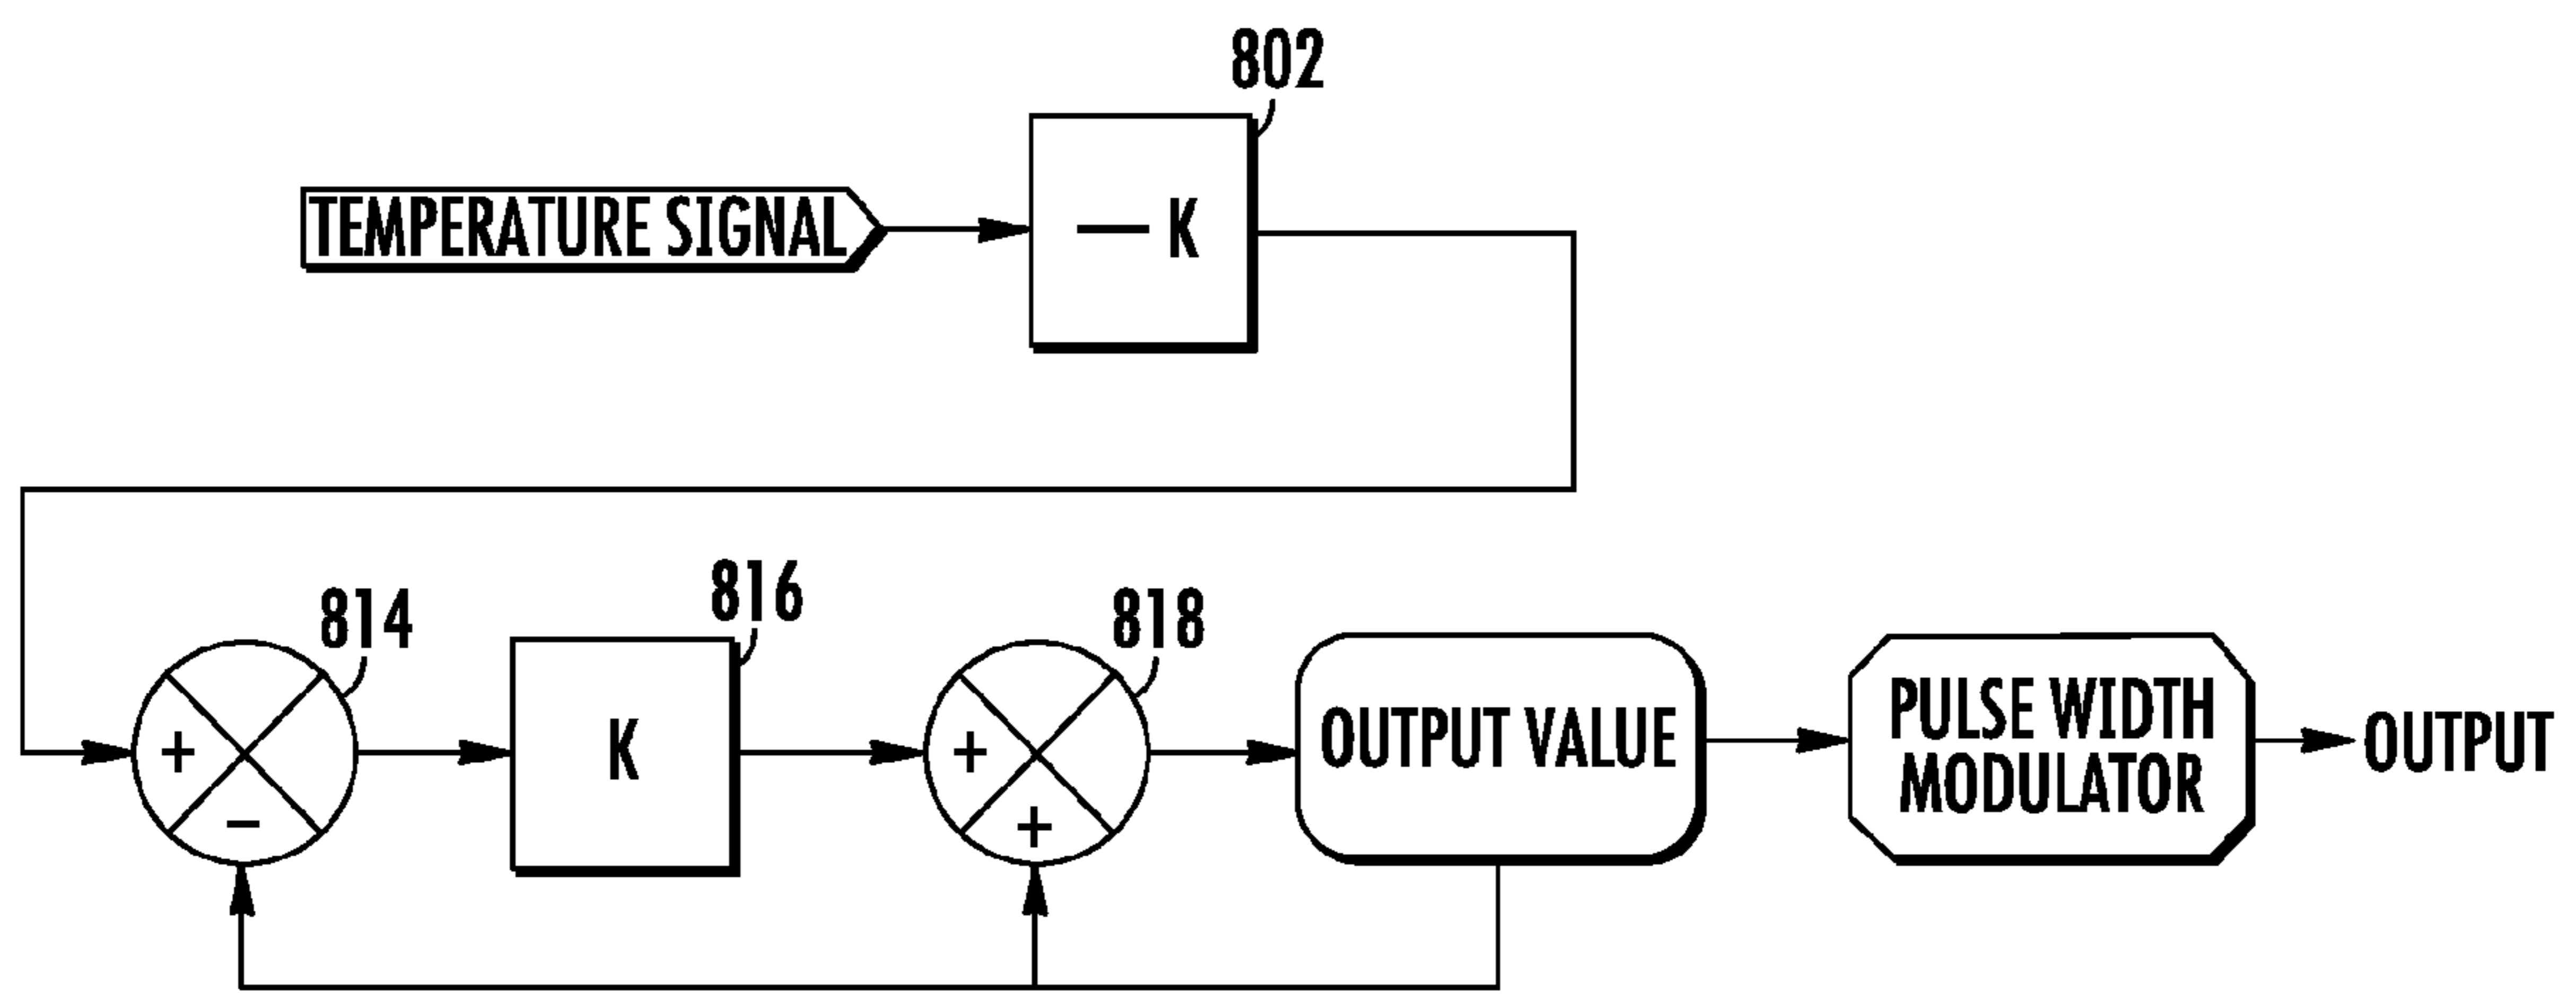 802
TEMPERATURE SIGNAL
— K
814
816
818
+
−
K
+
+
OUTPUT VALUE
PULSE WIDTH
MODULATOR
OUTPUT